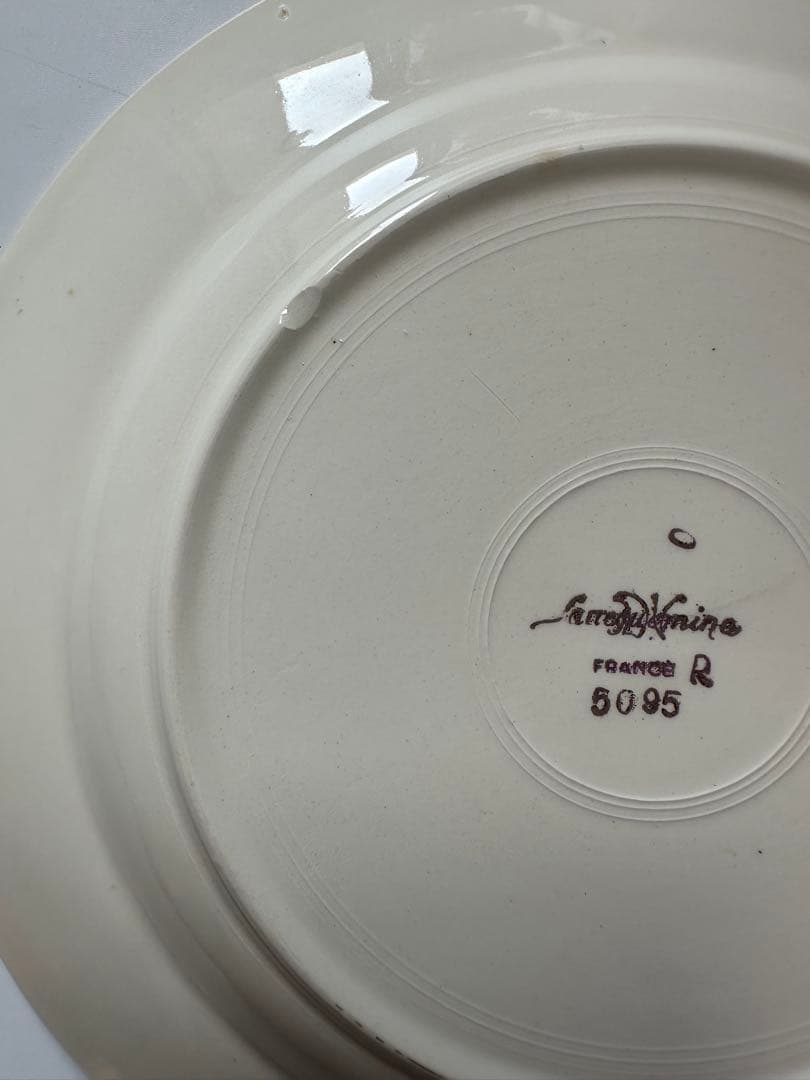 O
Sarreguemines
FRANCE R
5095